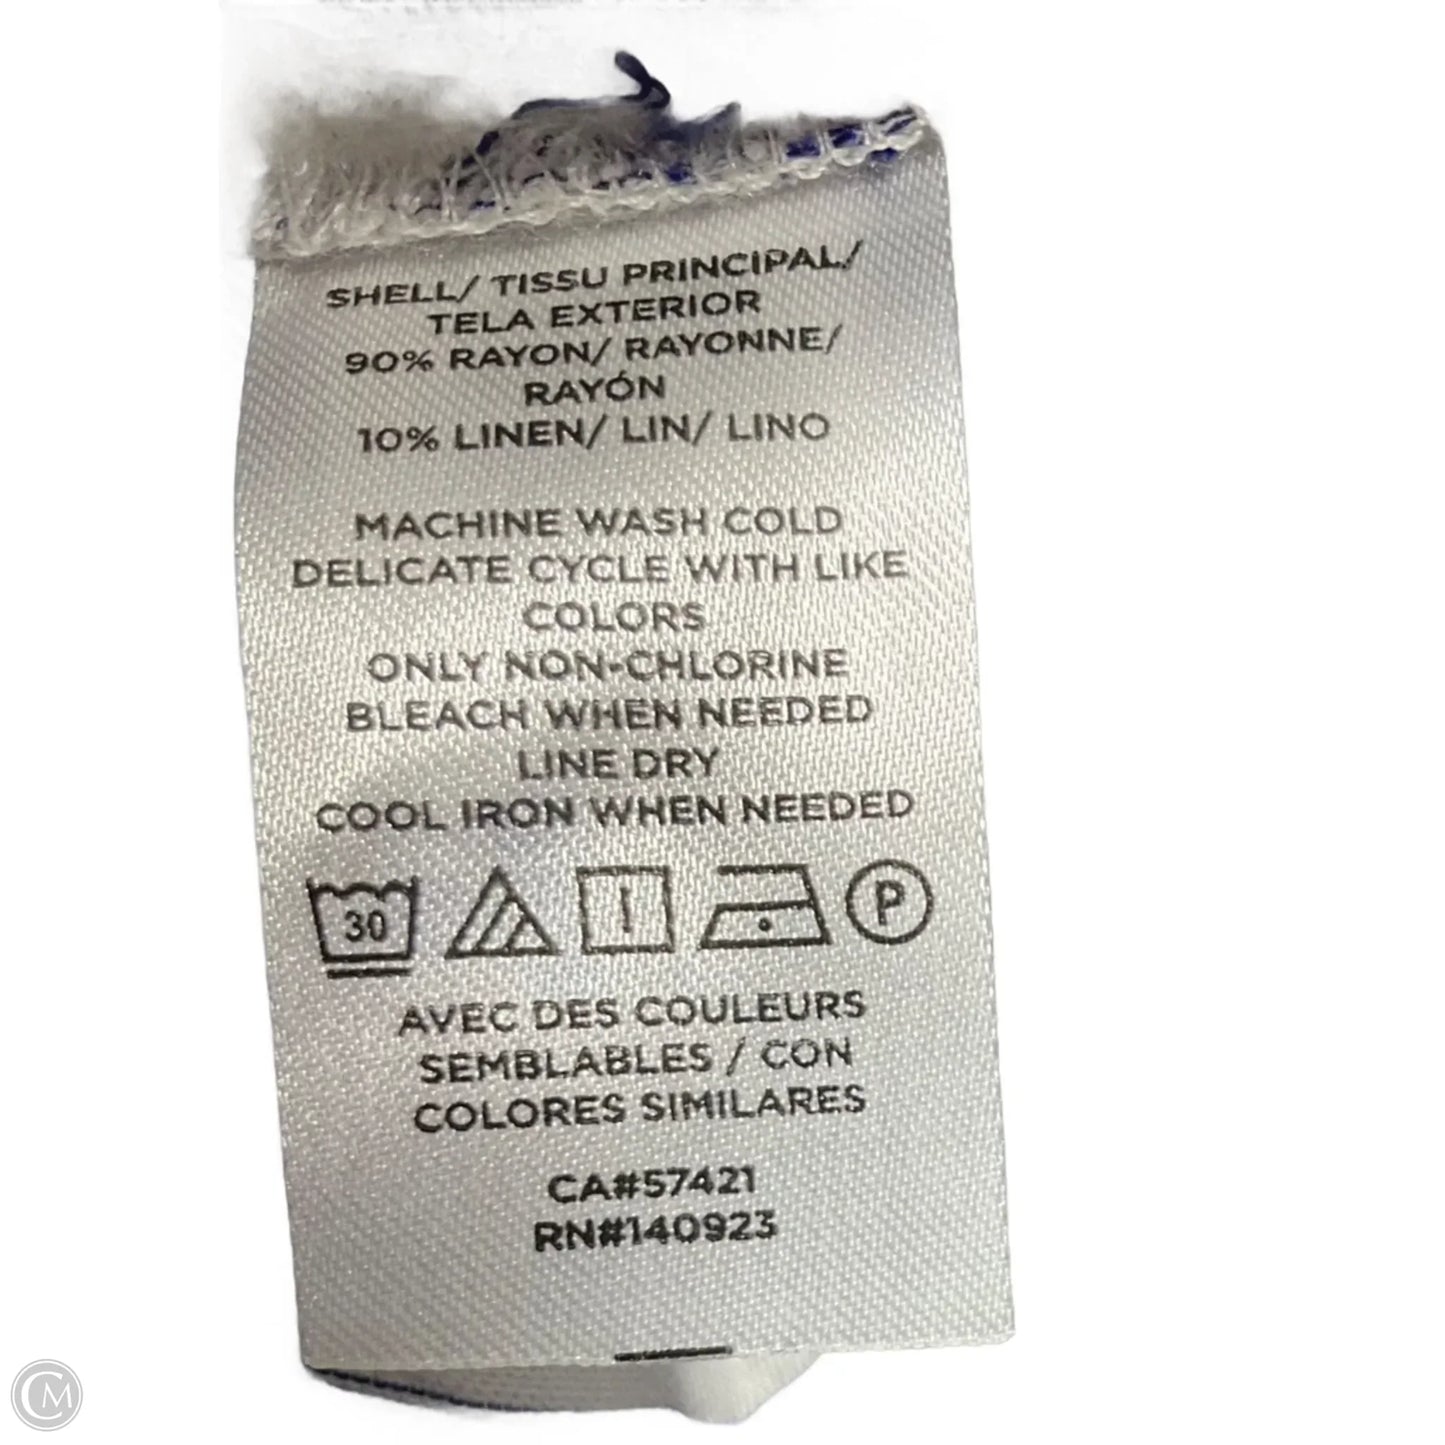 SHELL/ TISSU PRINCIPAL/
TELA EXTERIOR
90% RAYON/ RAYONNE/
RAYÓN
10% LINEN/ LIN/ LINO
MACHINE WASH COLD
DELICATE CYCLE WITH LIKE
COLORS
ONLY NON-CHLORINE
BLEACH WHEN NEEDED
LINE DRY
COOL IRON WHEN NEEDED
30 P
AVEC DES COULEURS
SEMBLABLES / CON
COLORES SIMILARES
CA#57421
RN#140923
CM